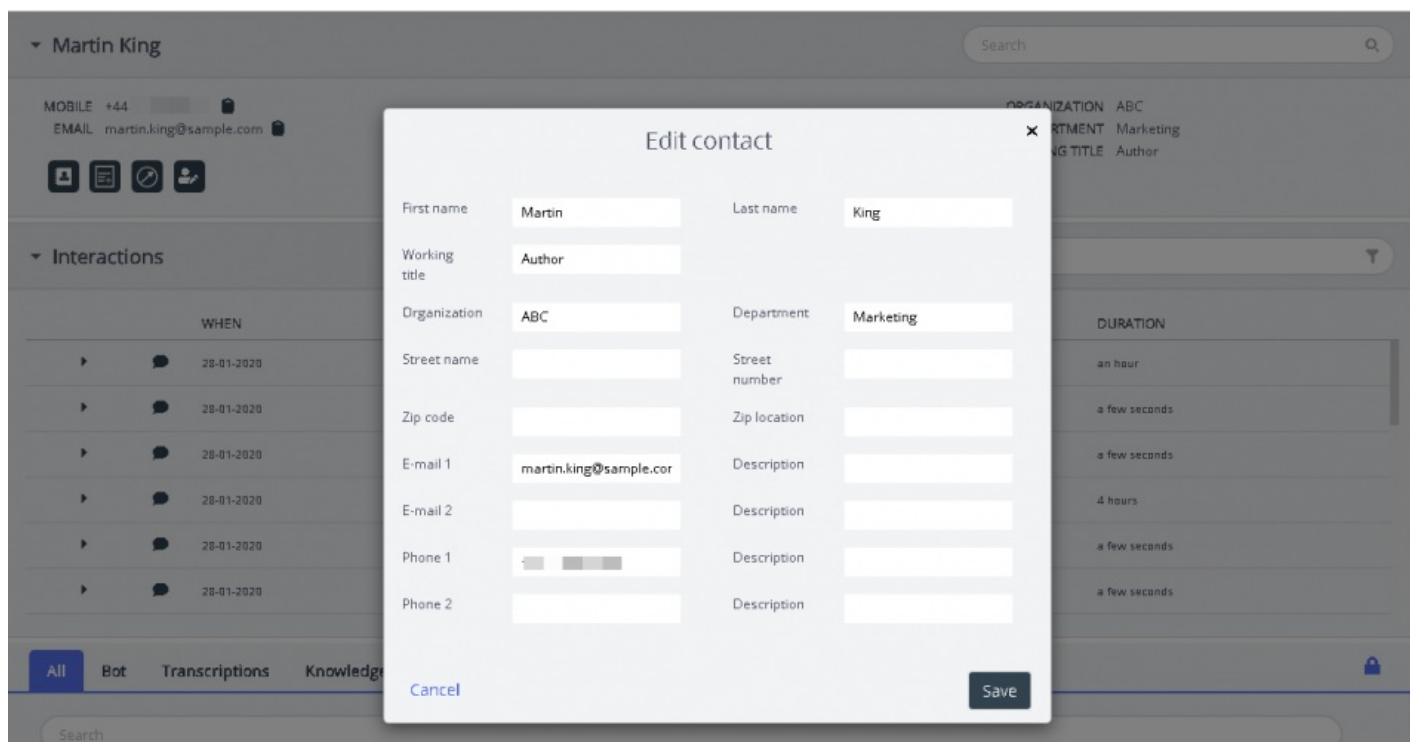 Martin King
Search
MOBILE +44
ORGANIZATION ABC
EMAIL martin.king@sample.com
RTMENT Marketing
G TITLE Author
Edit contact
First name Martin Last name King
Working title Author
Organization ABC Department Marketing
Street name Street number
Zip code Zip location
E-mail 1 martin.king@sample.cor Description
E-mail 2 Description
Phone 1 Description
Phone 2 Description
Cancel Save
Interactions
WHEN DURATION
28-01-2020 an hour
28-01-2020 a few seconds
28-01-2020 a few seconds
28-01-2020 4 hours
28-01-2020 a few seconds
28-01-2020 a few seconds
All Bot Transcriptions Knowledge
Search